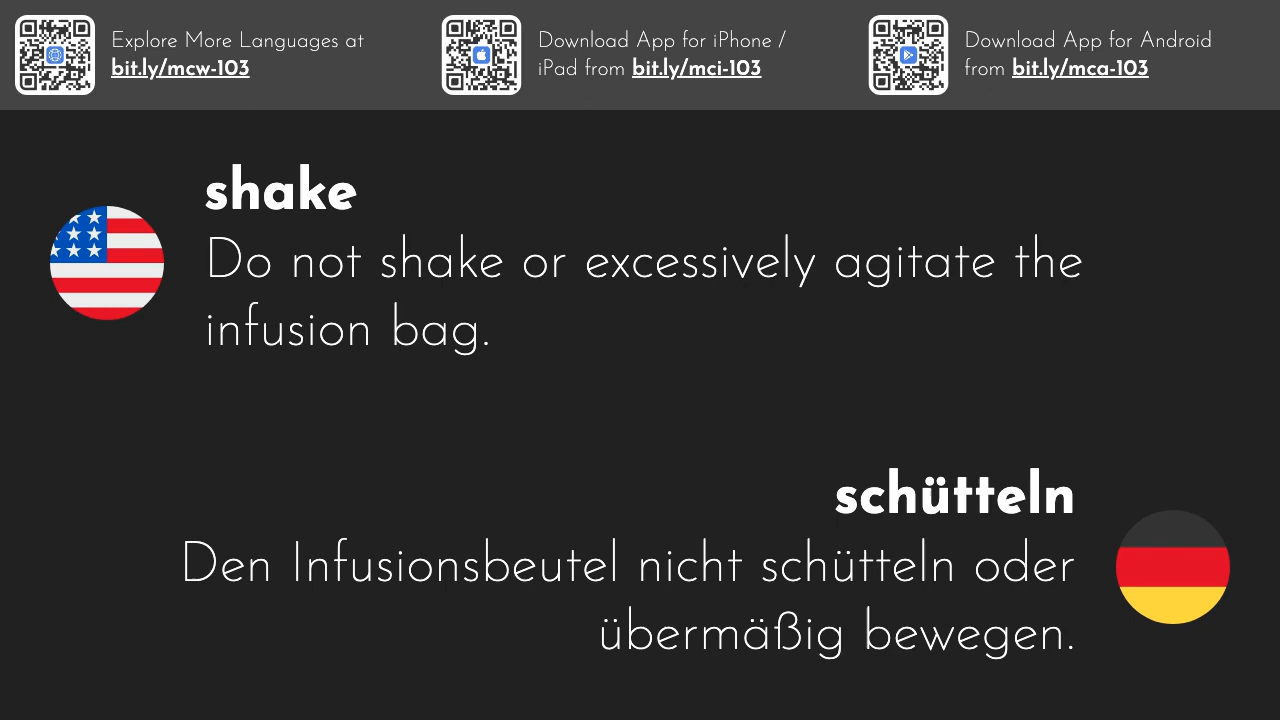 Explore More Languages at
bit.ly/mcw-103
Download App for iPhone /
iPad from bit.ly/mci-103
Download App for Android
from bit.ly/mca-103
shake
Do not shake or excessively agitate the
infusion bag.
schütteln
Den Infusionsbeutel nicht schütteln oder
übermäßig bewegen.